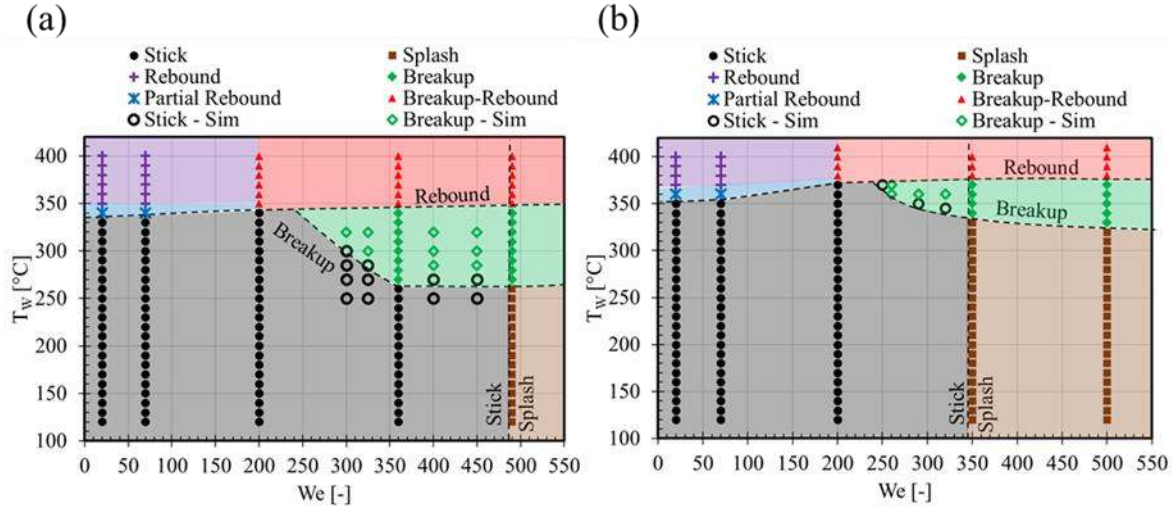 (a)
Stick Splash
Rebound Breakup
Partial Rebound Breakup-Rebound
Stick - Sim Breakup - Sim
400
350
300
250
200
150
100
T_W [°C]
Rebound
Breakup
Stick
Splash
0 50 100 150 200 250 300 350 400 450 500 550
We [-]
(b)
Stick Splash
Rebound Breakup
Partial Rebound Breakup-Rebound
Stick - Sim Breakup - Sim
400
350
300
250
200
150
100
T_W [°C]
Rebound
Breakup
Stick
Splash
0 50 100 150 200 250 300 350 400 450 500 550
We [-]